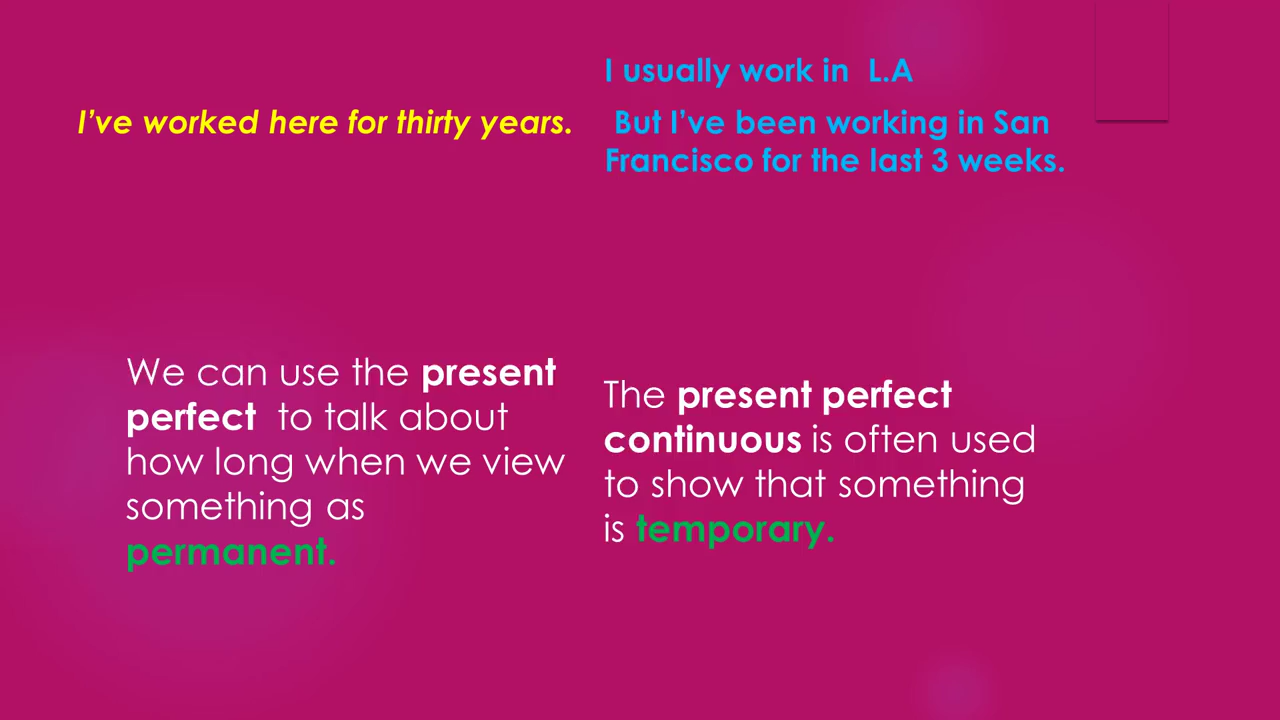 I’ve worked here for thirty years.
I usually work in  L.A
But I’ve been working in San
Francisco for the last 3 weeks.
We can use the present
perfect  to talk about
how long when we view
something as
permanent.
The present perfect
continuous is often used
to show that something
is temporary.